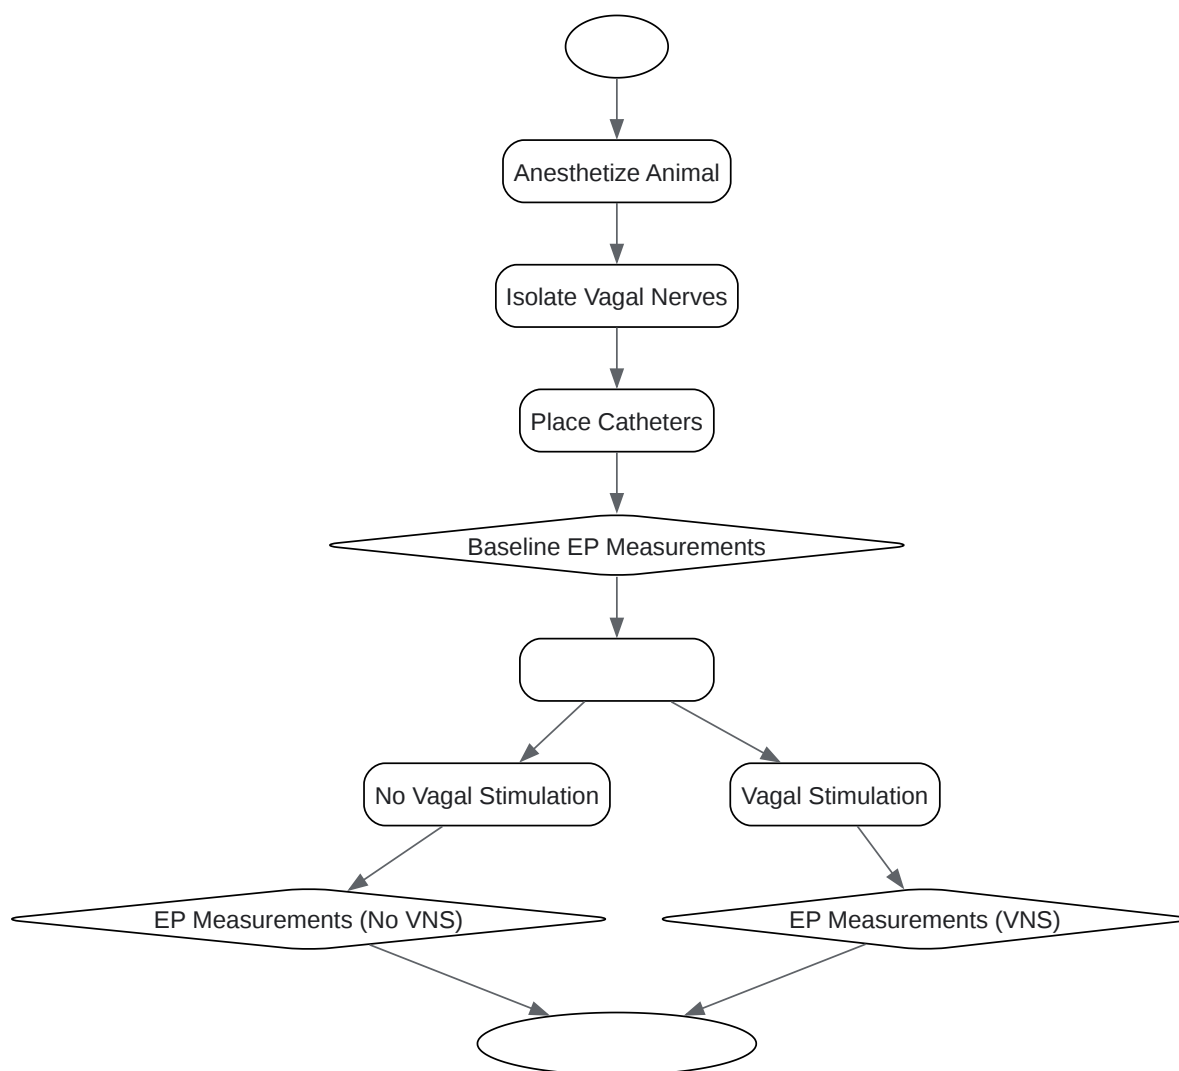 Anesthetize Animal
Isolate Vagal Nerves
Place Catheters
Baseline EP Measurements
No Vagal Stimulation
Vagal Stimulation
EP Measurements (No VNS)
EP Measurements (VNS)